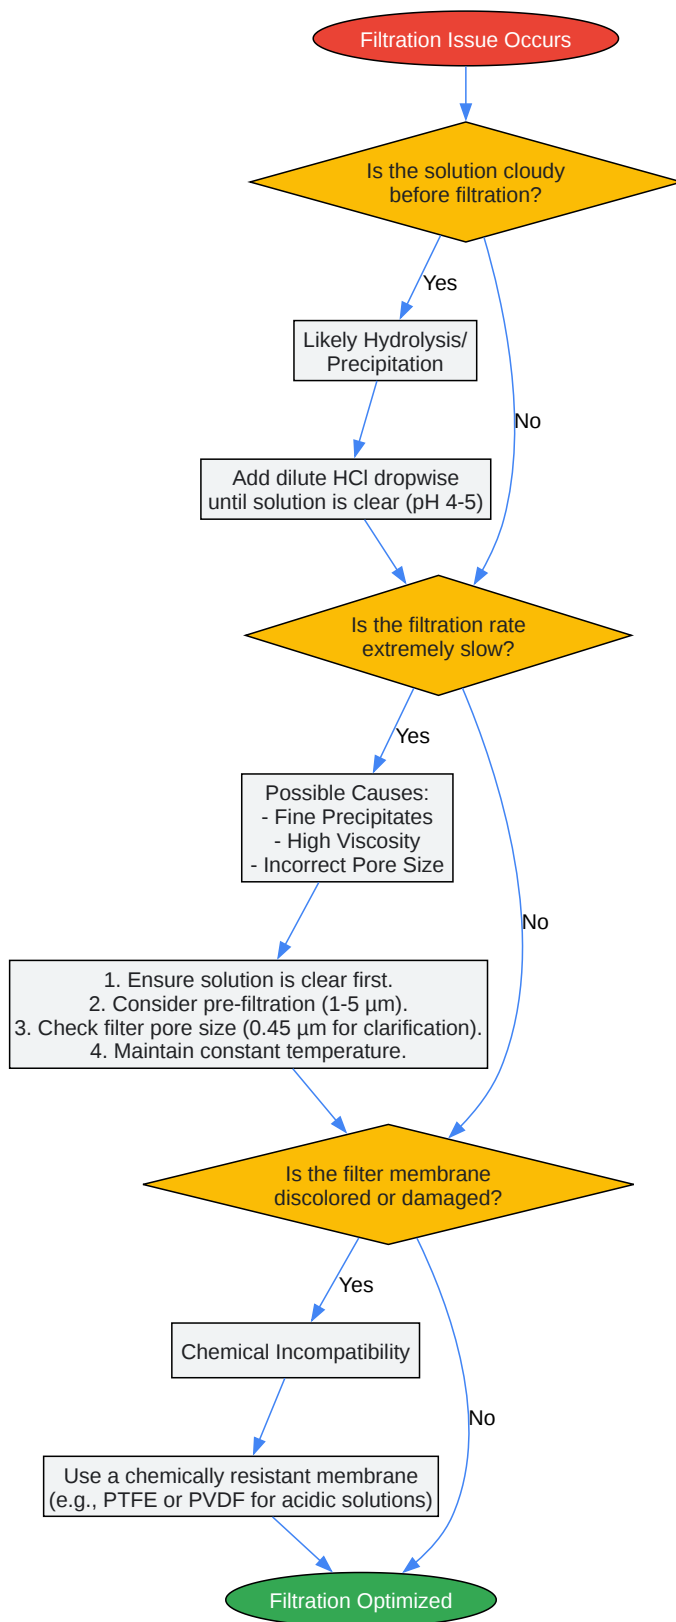 Filtration Issue Occurs
Is the solution cloudy
before filtration?
Yes
Likely Hydrolysis/
Precipitation
No
Add dilute HCl dropwise
until solution is clear (pH 4-5)
Is the filtration rate
extremely slow?
Yes
Possible Causes:
- Fine Precipitates
- High Viscosity
- Incorrect Pore Size
No
1. Ensure solution is clear first.
2. Consider pre-filtration (1-5 µm).
3. Check filter pore size (0.45 µm for clarification).
4. Maintain constant temperature.
Is the filter membrane
discolored or damaged?
Yes
Chemical Incompatibility
No
Use a chemically resistant membrane
(e.g., PTFE or PVDF for acidic solutions)
Filtration Optimized